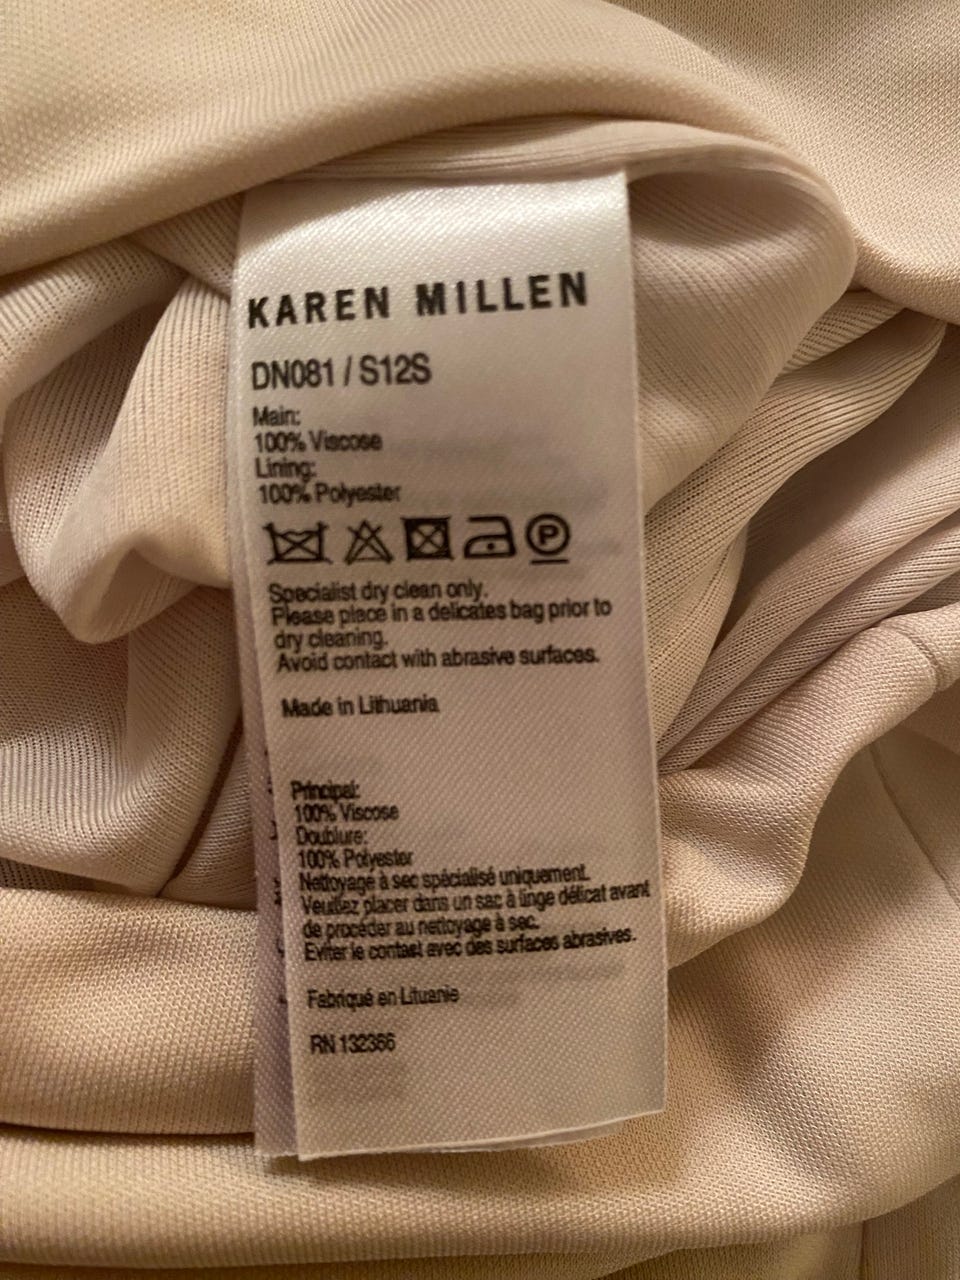 KAREN MILLEN
DN081 / S12S
Main:
100% Viscose
Lining:
100% Polyester
P
Specialist dry clean only.
Please place in a delicates bag prior to
dry cleaning.
Avoid contact with abrasive surfaces.
Made in Lithuania
Principal:
100% Viscose
Doublure:
100% Polyester
Nettoyage à sec spécialisé uniquement.
Veuillez placer dans un sac à linge délicat avant
de procéder au nettoyage à sec.
Eviter le contact avec des surfaces abrasives.
Fabriqué en Lituanie
RN 132366